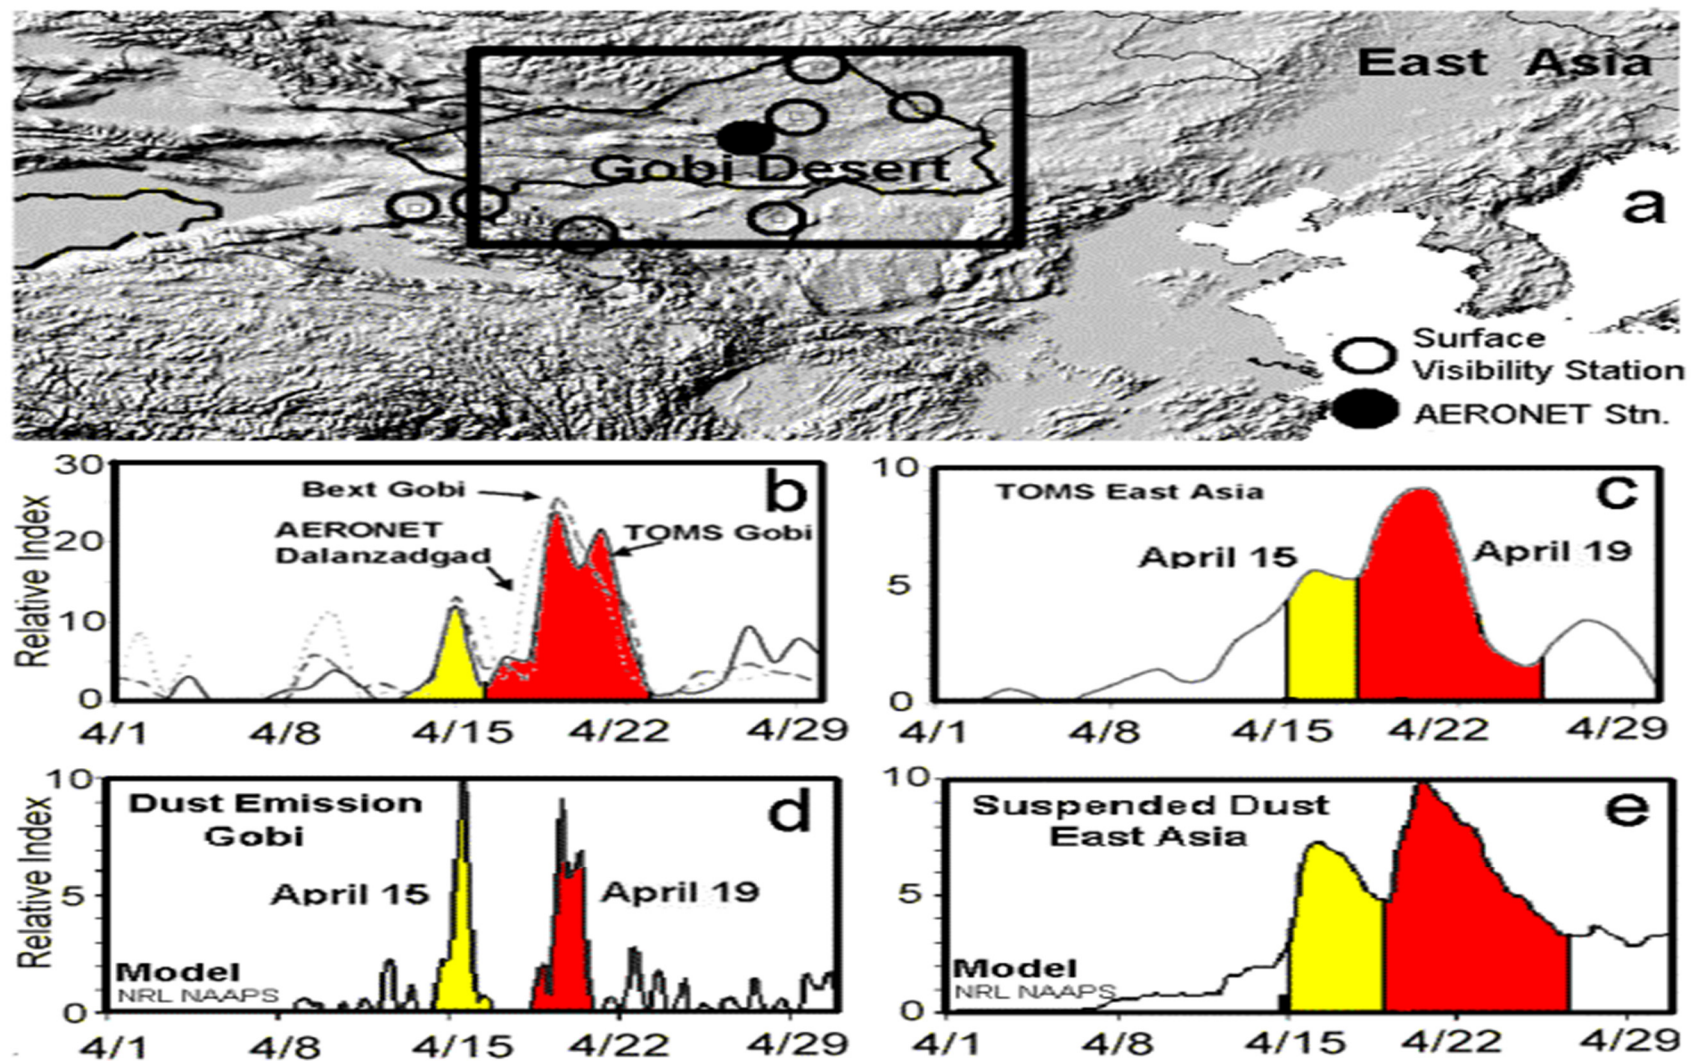 East Asia
Gobi Desert
a
Surface
Visibility Station
AERONET Stn.
30
20
10
0
Relative Index
b
Bext Gobi
AERONET
Dalanzadgad
TOMS Gobi
4/1 4/8 4/15 4/22 4/29
10
5
0
c
TOMS East Asia
April 15
April 19
4/1 4/8 4/15 4/22 4/29
10
5
0
Relative Index
d
Dust Emission
Gobi
April 15
April 19
Model
NRL NAAPS
4/1 4/8 4/15 4/22 4/29
10
5
0
e
Suspended Dust
East Asia
Model
NRL NAAPS
4/1 4/8 4/15 4/22 4/29